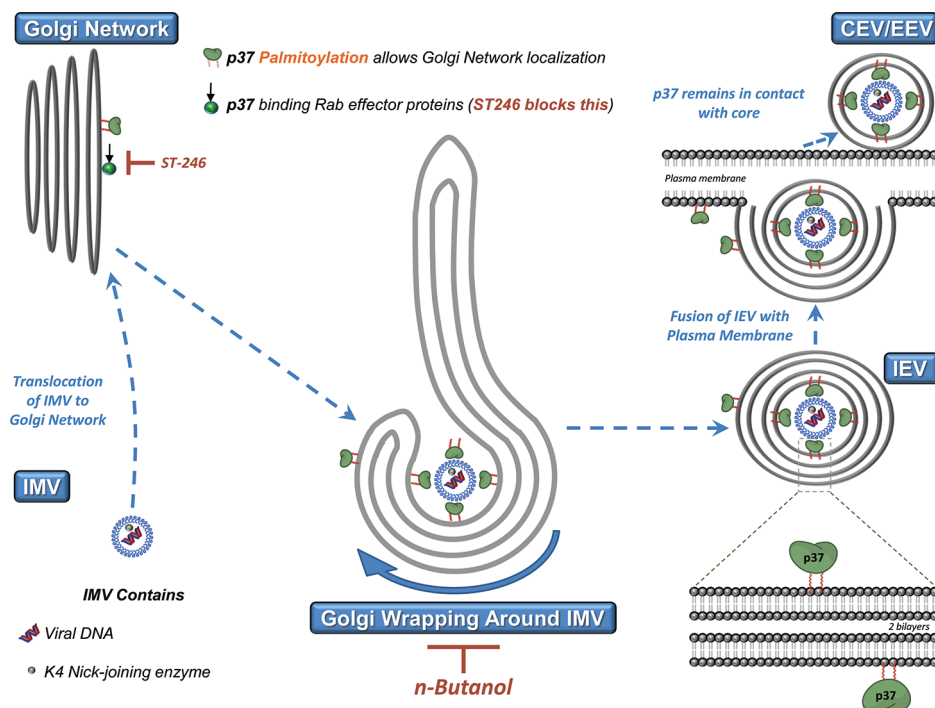 Golgi Network
p37 Palmitoylation allows Golgi Network localization
p37 binding Rab effector proteins (ST246 blocks this)
ST-246
Translocation
of IMV to
Golgi Network
IMV
IMV Contains
Viral DNA
K4 Nick-joining enzyme
Golgi Wrapping Around IMV
n-Butanol
CEV/EEV
p37 remains in contact
with core
Plasma membrane
Fusion of IEV with
Plasma Membrane
IEV
p37
2 bilayers
p37